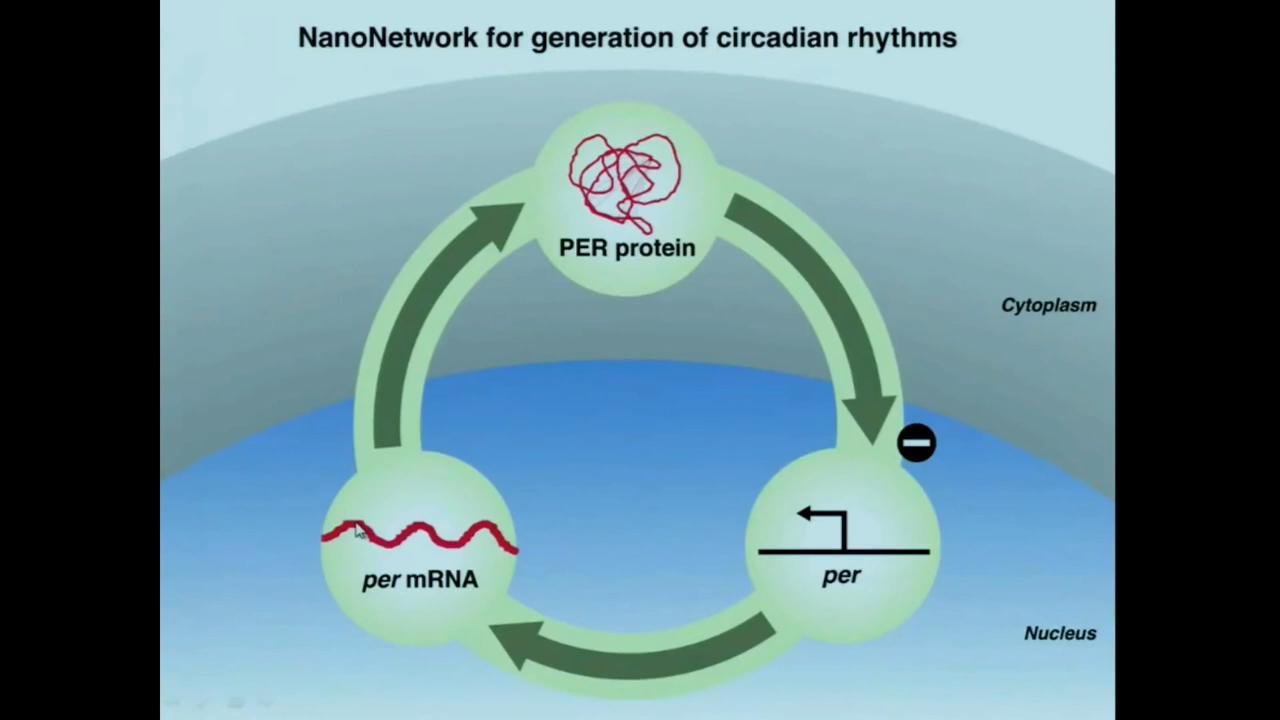 NanoNetwork for generation of circadian rhythms
PER protein
Cytoplasm
per
per mRNA
Nucleus